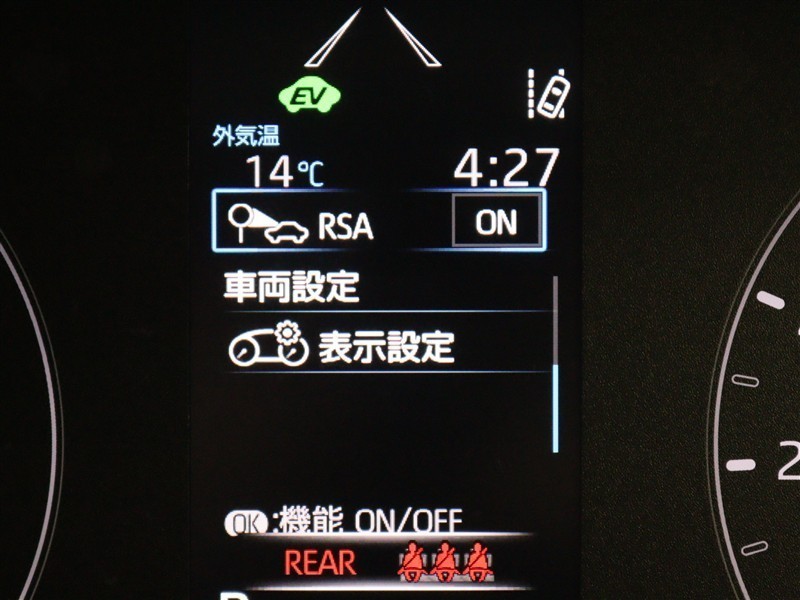 EV
外気温
14℃ 4:27
RSA ON
車両設定
表示設定
OK:機能 ON/OFF
REAR
2